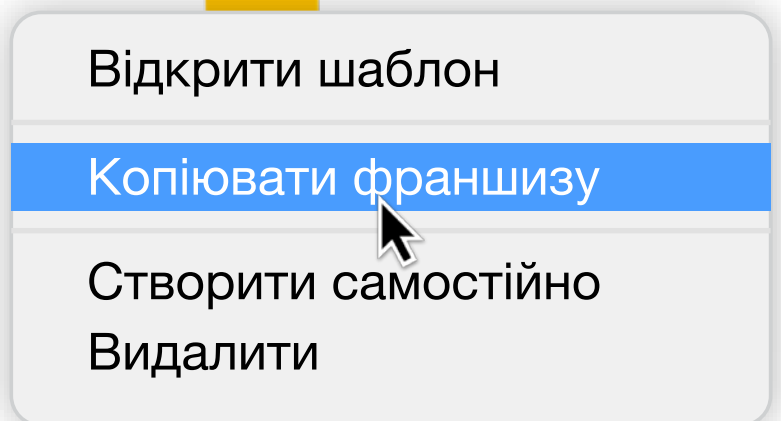 Відкрити шаблон
Копіювати франшизу
Створити самостійно
Видалити